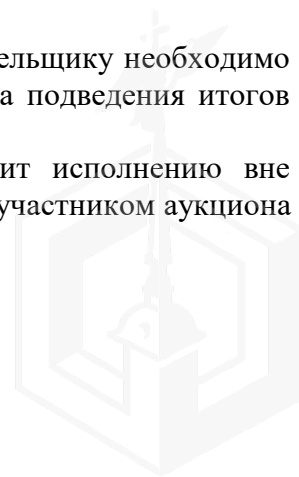 ельщику необходимо
а подведения итогов
ит исполнению вне
участником аукциона